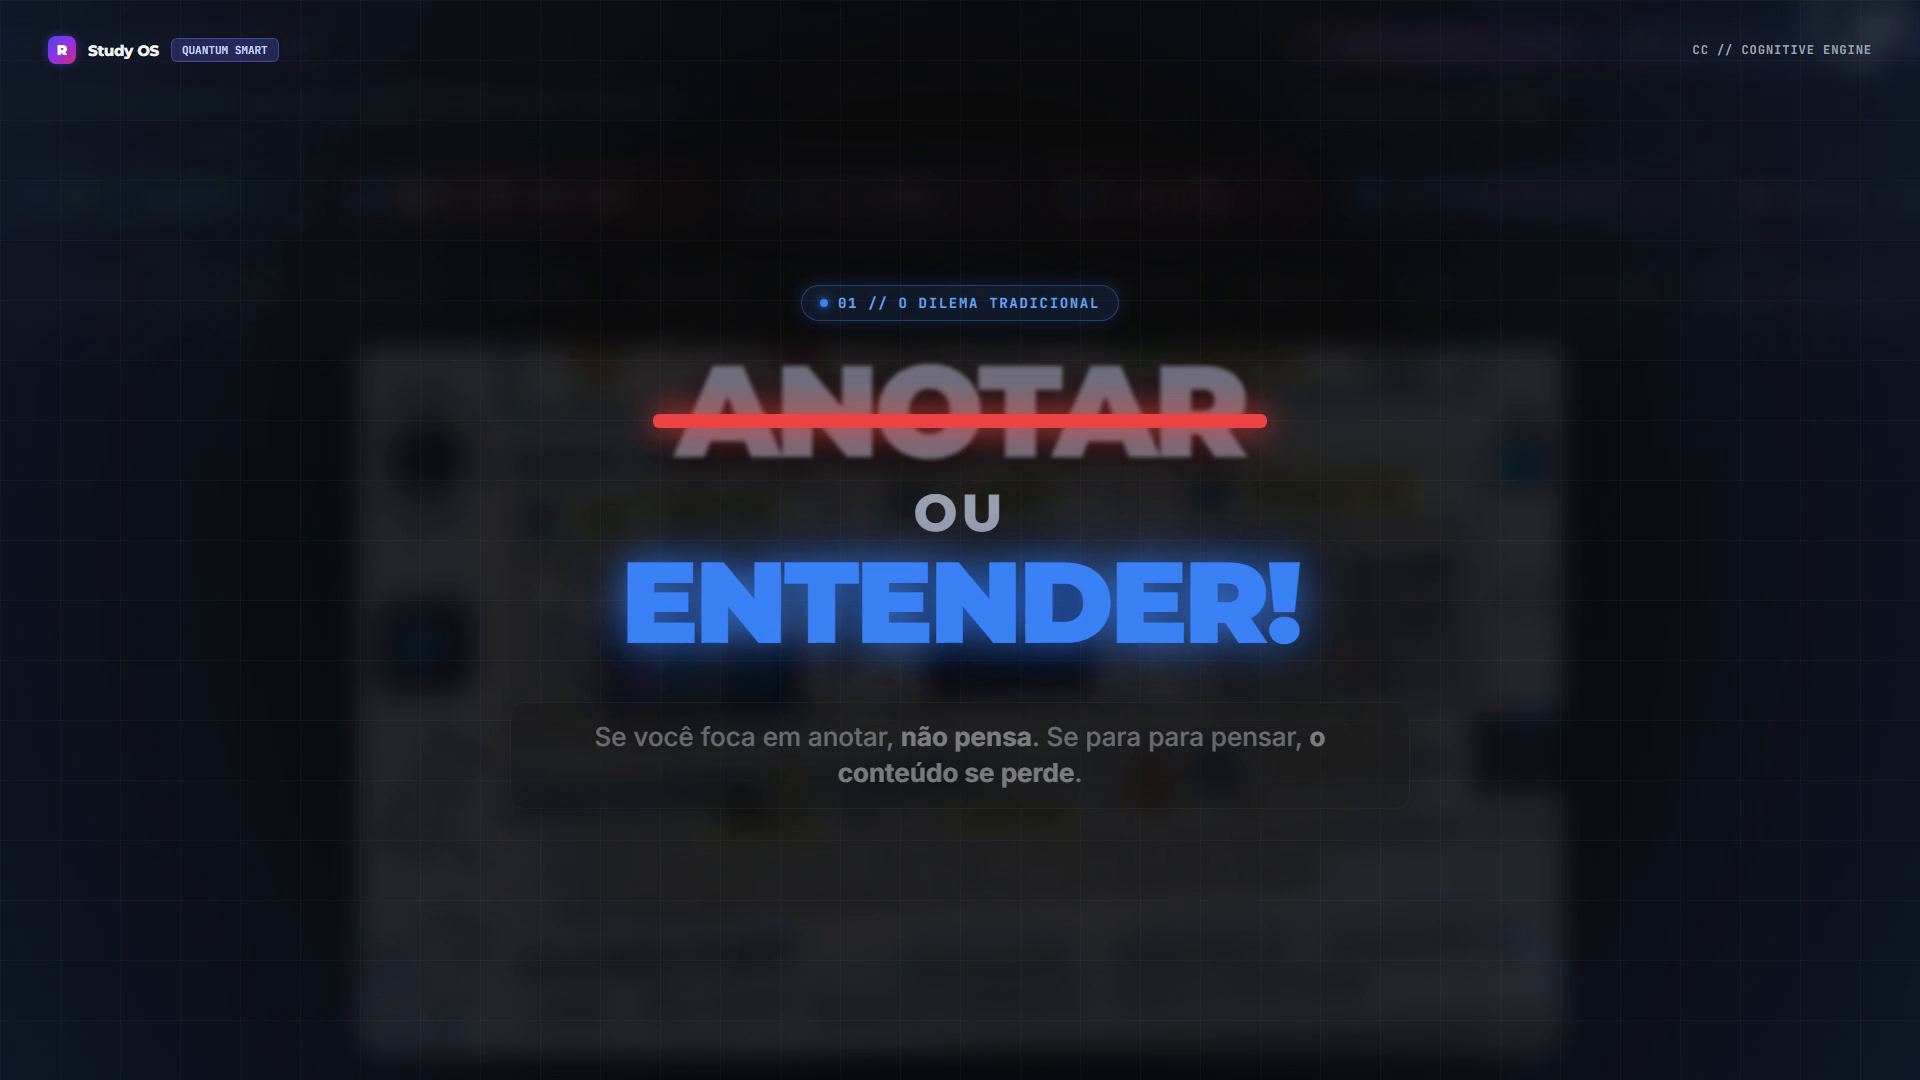 R Study OS QUANTUM SMART
CC // COGNITIVE ENGINE
01 // O DILEMA TRADICIONAL
ANOTAR
OU
ENTENDER!
Se você foca em anotar, não pensa. Se para para pensar, o
conteúdo se perde.